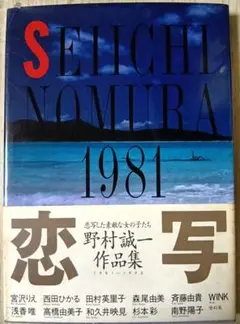 SEIICHI
NOMURA
1981
恋写
恋写した素敵な女の子たち
野村誠一
作品集
1981-1992
宮沢りえ 西田ひかる 田村英里子 森尾由美 斉藤由貴 WINK
浅香唯 高橋由美子 和久井映見 杉本彩 南野陽子